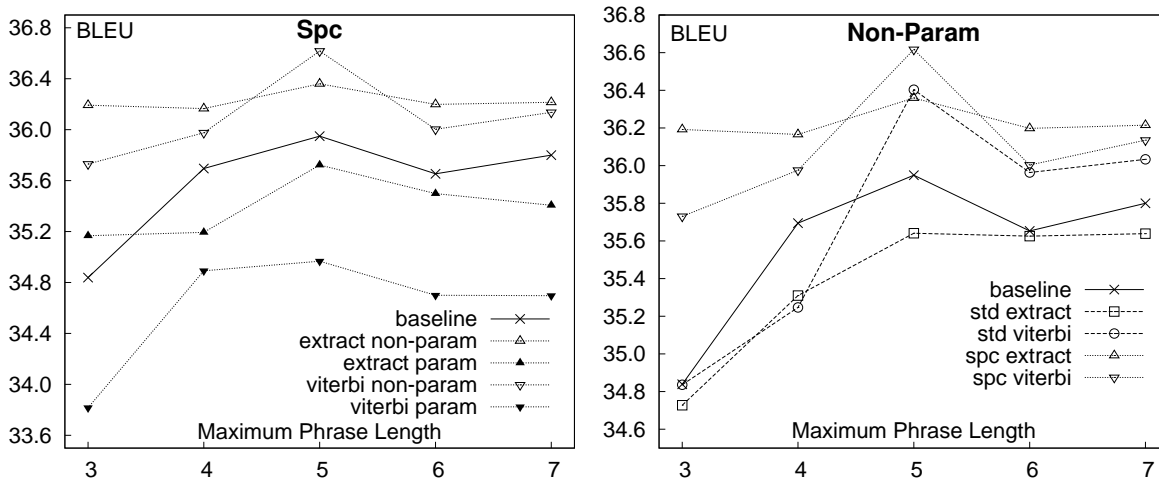 BLEU
Spc
36.8
36.4
36.0
35.6
35.2
34.8
34.4
34.0
33.6
baseline
extract non-param
extract param
viterbi non-param
viterbi param
Maximum Phrase Length
3 4 5 6 7
BLEU
Non-Param
36.8
36.6
36.4
36.2
36.0
35.8
35.6
35.4
35.2
35.0
34.8
34.6
baseline
std extract
std viterbi
spc extract
spc viterbi
Maximum Phrase Length
3 4 5 6 7